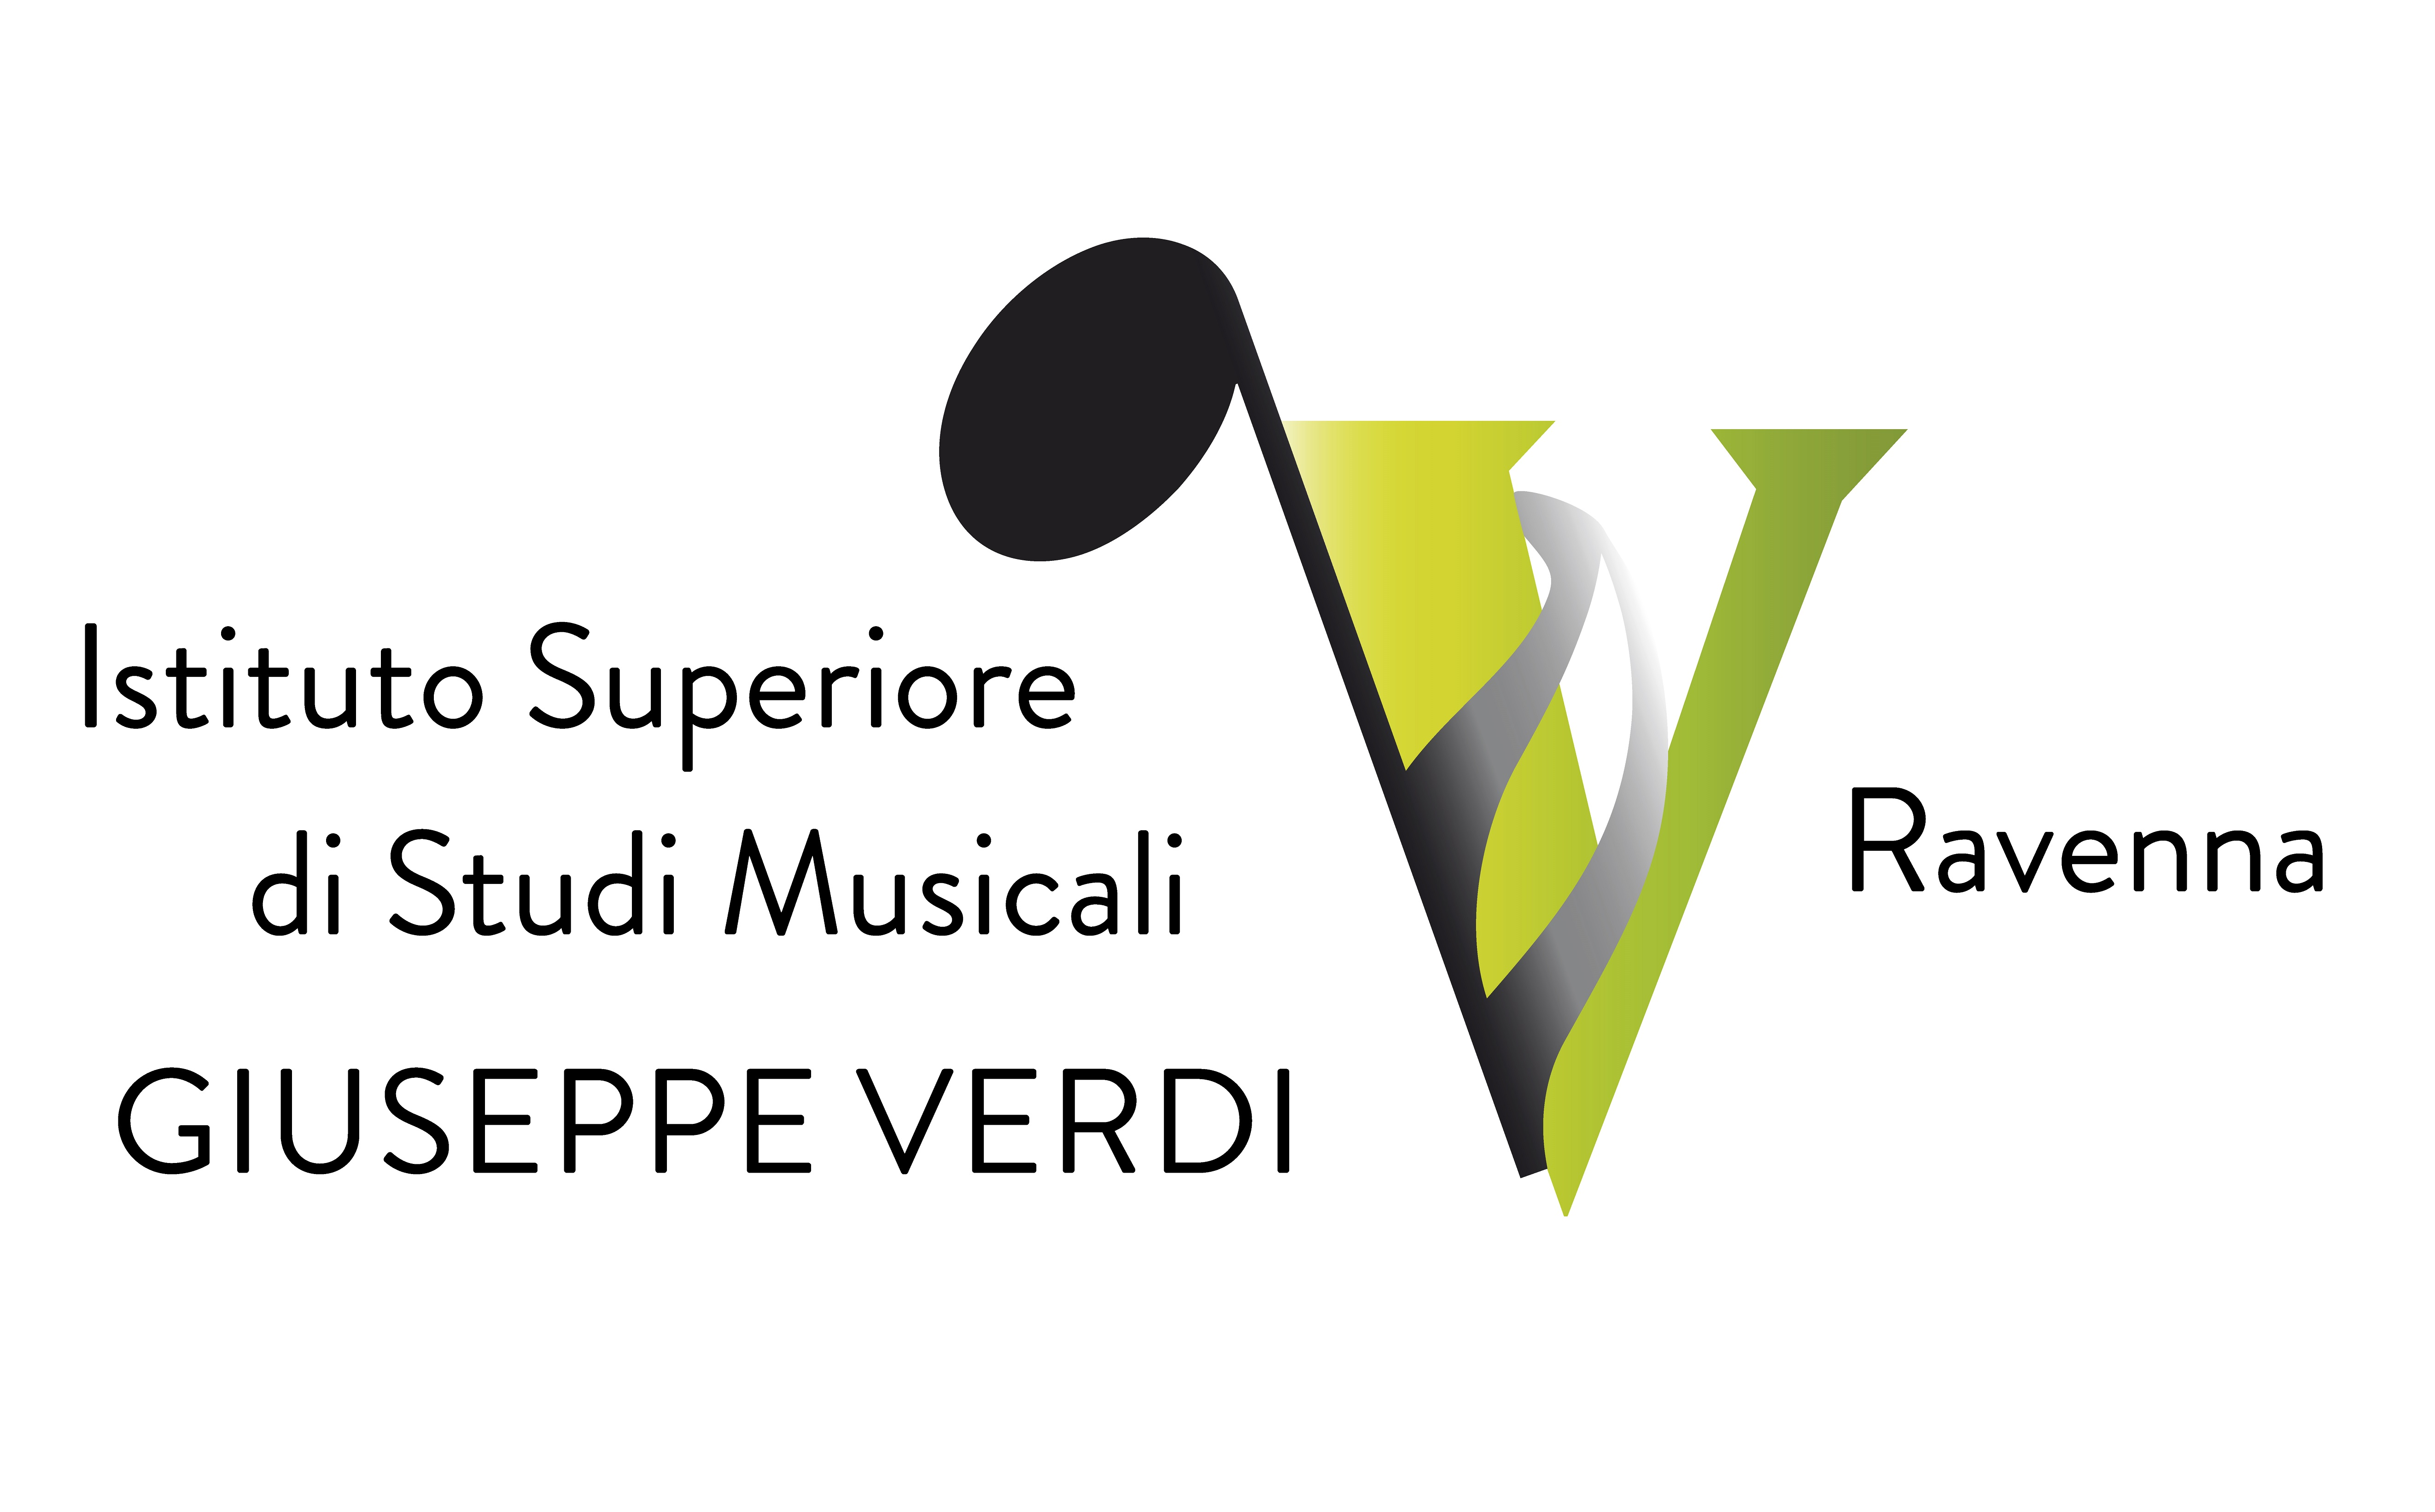 Istituto Superiore
di Studi Musicali
GIUSEPPE VERDI
Ravenna